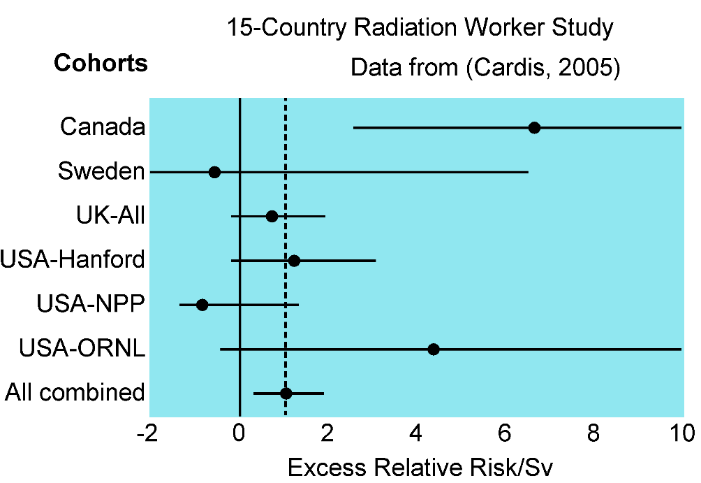 15-Country Radiation Worker Study
Cohorts
Data from (Cardis, 2005)
Canada
Sweden
UK-All
USA-Hanford
USA-NPP
USA-ORNL
All combined
-2 0 2 4 6 8 10
Excess Relative Risk/Sv